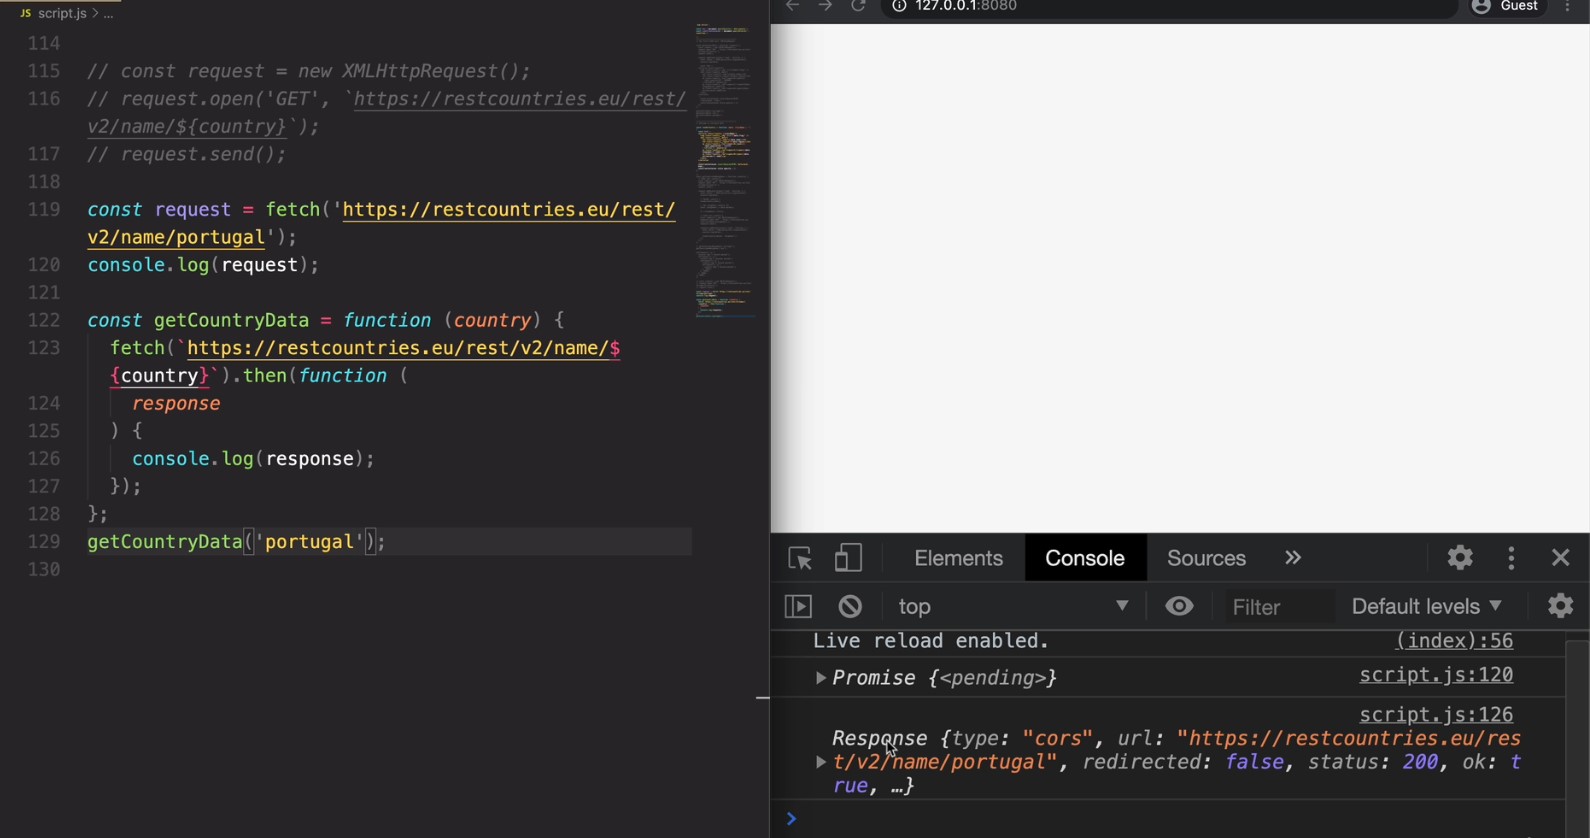 JS script.js > ...
114
115 // const request = new XMLHttpRequest();
116 // request.open('GET', `https://restcountries.eu/rest/
v2/name/${country}`);
117 // request.send();
118
119 const request = fetch('https://restcountries.eu/rest/
v2/name/portugal');
120 console.log(request);
121
122 const getCountryData = function (country) {
123 fetch(`https://restcountries.eu/rest/v2/name/$
{country}`).then(function (
124 response
125 ) {
126 console.log(response);
127 });
128 };
129 getCountryData('portugal');
130
127.0.0.1:8080 Guest
Elements Console Sources »
top Filter Default levels
Live reload enabled. (index):56
Promise {<pending>} script.js:120
script.js:126
Response {type: "cors", url: "https://restcountries.eu/res
t/v2/name/portugal", redirected: false, status: 200, ok: t
rue, …}